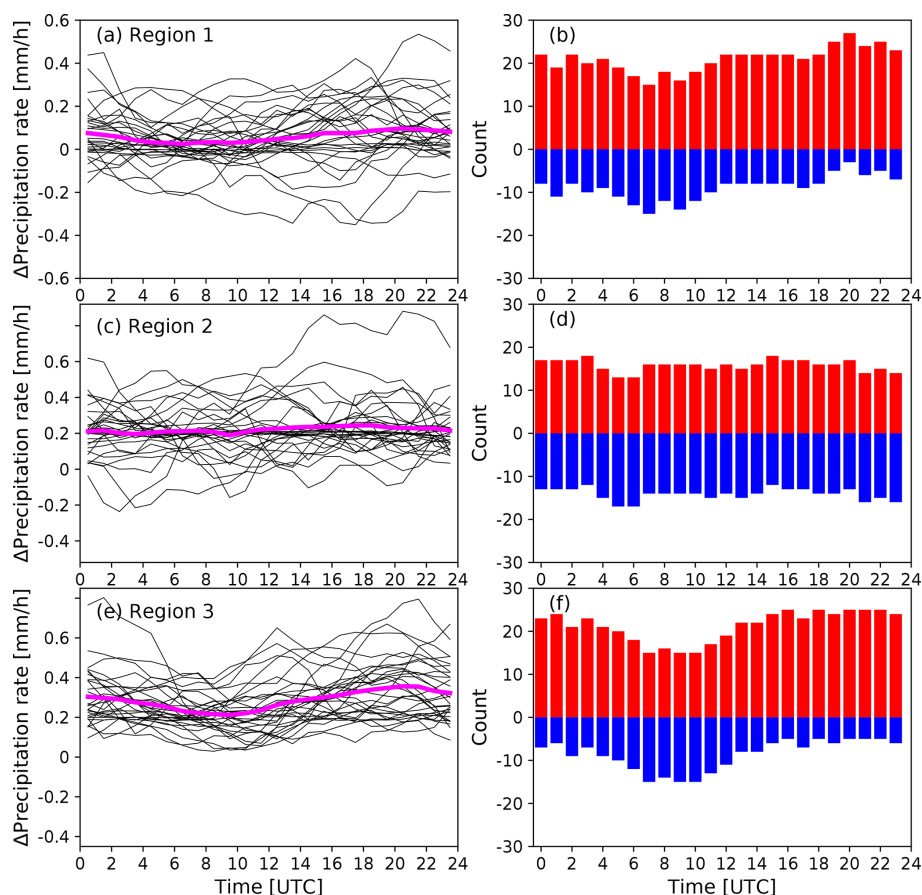 (a) Region 1
ΔPrecipitation rate [mm/h]
0.6
0.4
0.2
0
-0.2
-0.4
-0.6
0 2 4 6 8 10 12 14 16 18 20 22 24
(b)
Count
30
20
10
0
-10
-20
-30
0 2 4 6 8 10 12 14 16 18 20 22 24
(c) Region 2
ΔPrecipitation rate [mm/h]
0.6
0.4
0.2
0
-0.2
-0.4
0 2 4 6 8 10 12 14 16 18 20 22 24
(d)
Count
30
20
10
0
-10
-20
-30
0 2 4 6 8 10 12 14 16 18 20 22 24
(e) Region 3
ΔPrecipitation rate [mm/h]
0.6
0.4
0.2
0
-0.2
-0.4
0 2 4 6 8 10 12 14 16 18 20 22 24
Time [UTC]
(f)
Count
30
20
10
0
-10
-20
-30
0 2 4 6 8 10 12 14 16 18 20 22 24
Time [UTC]